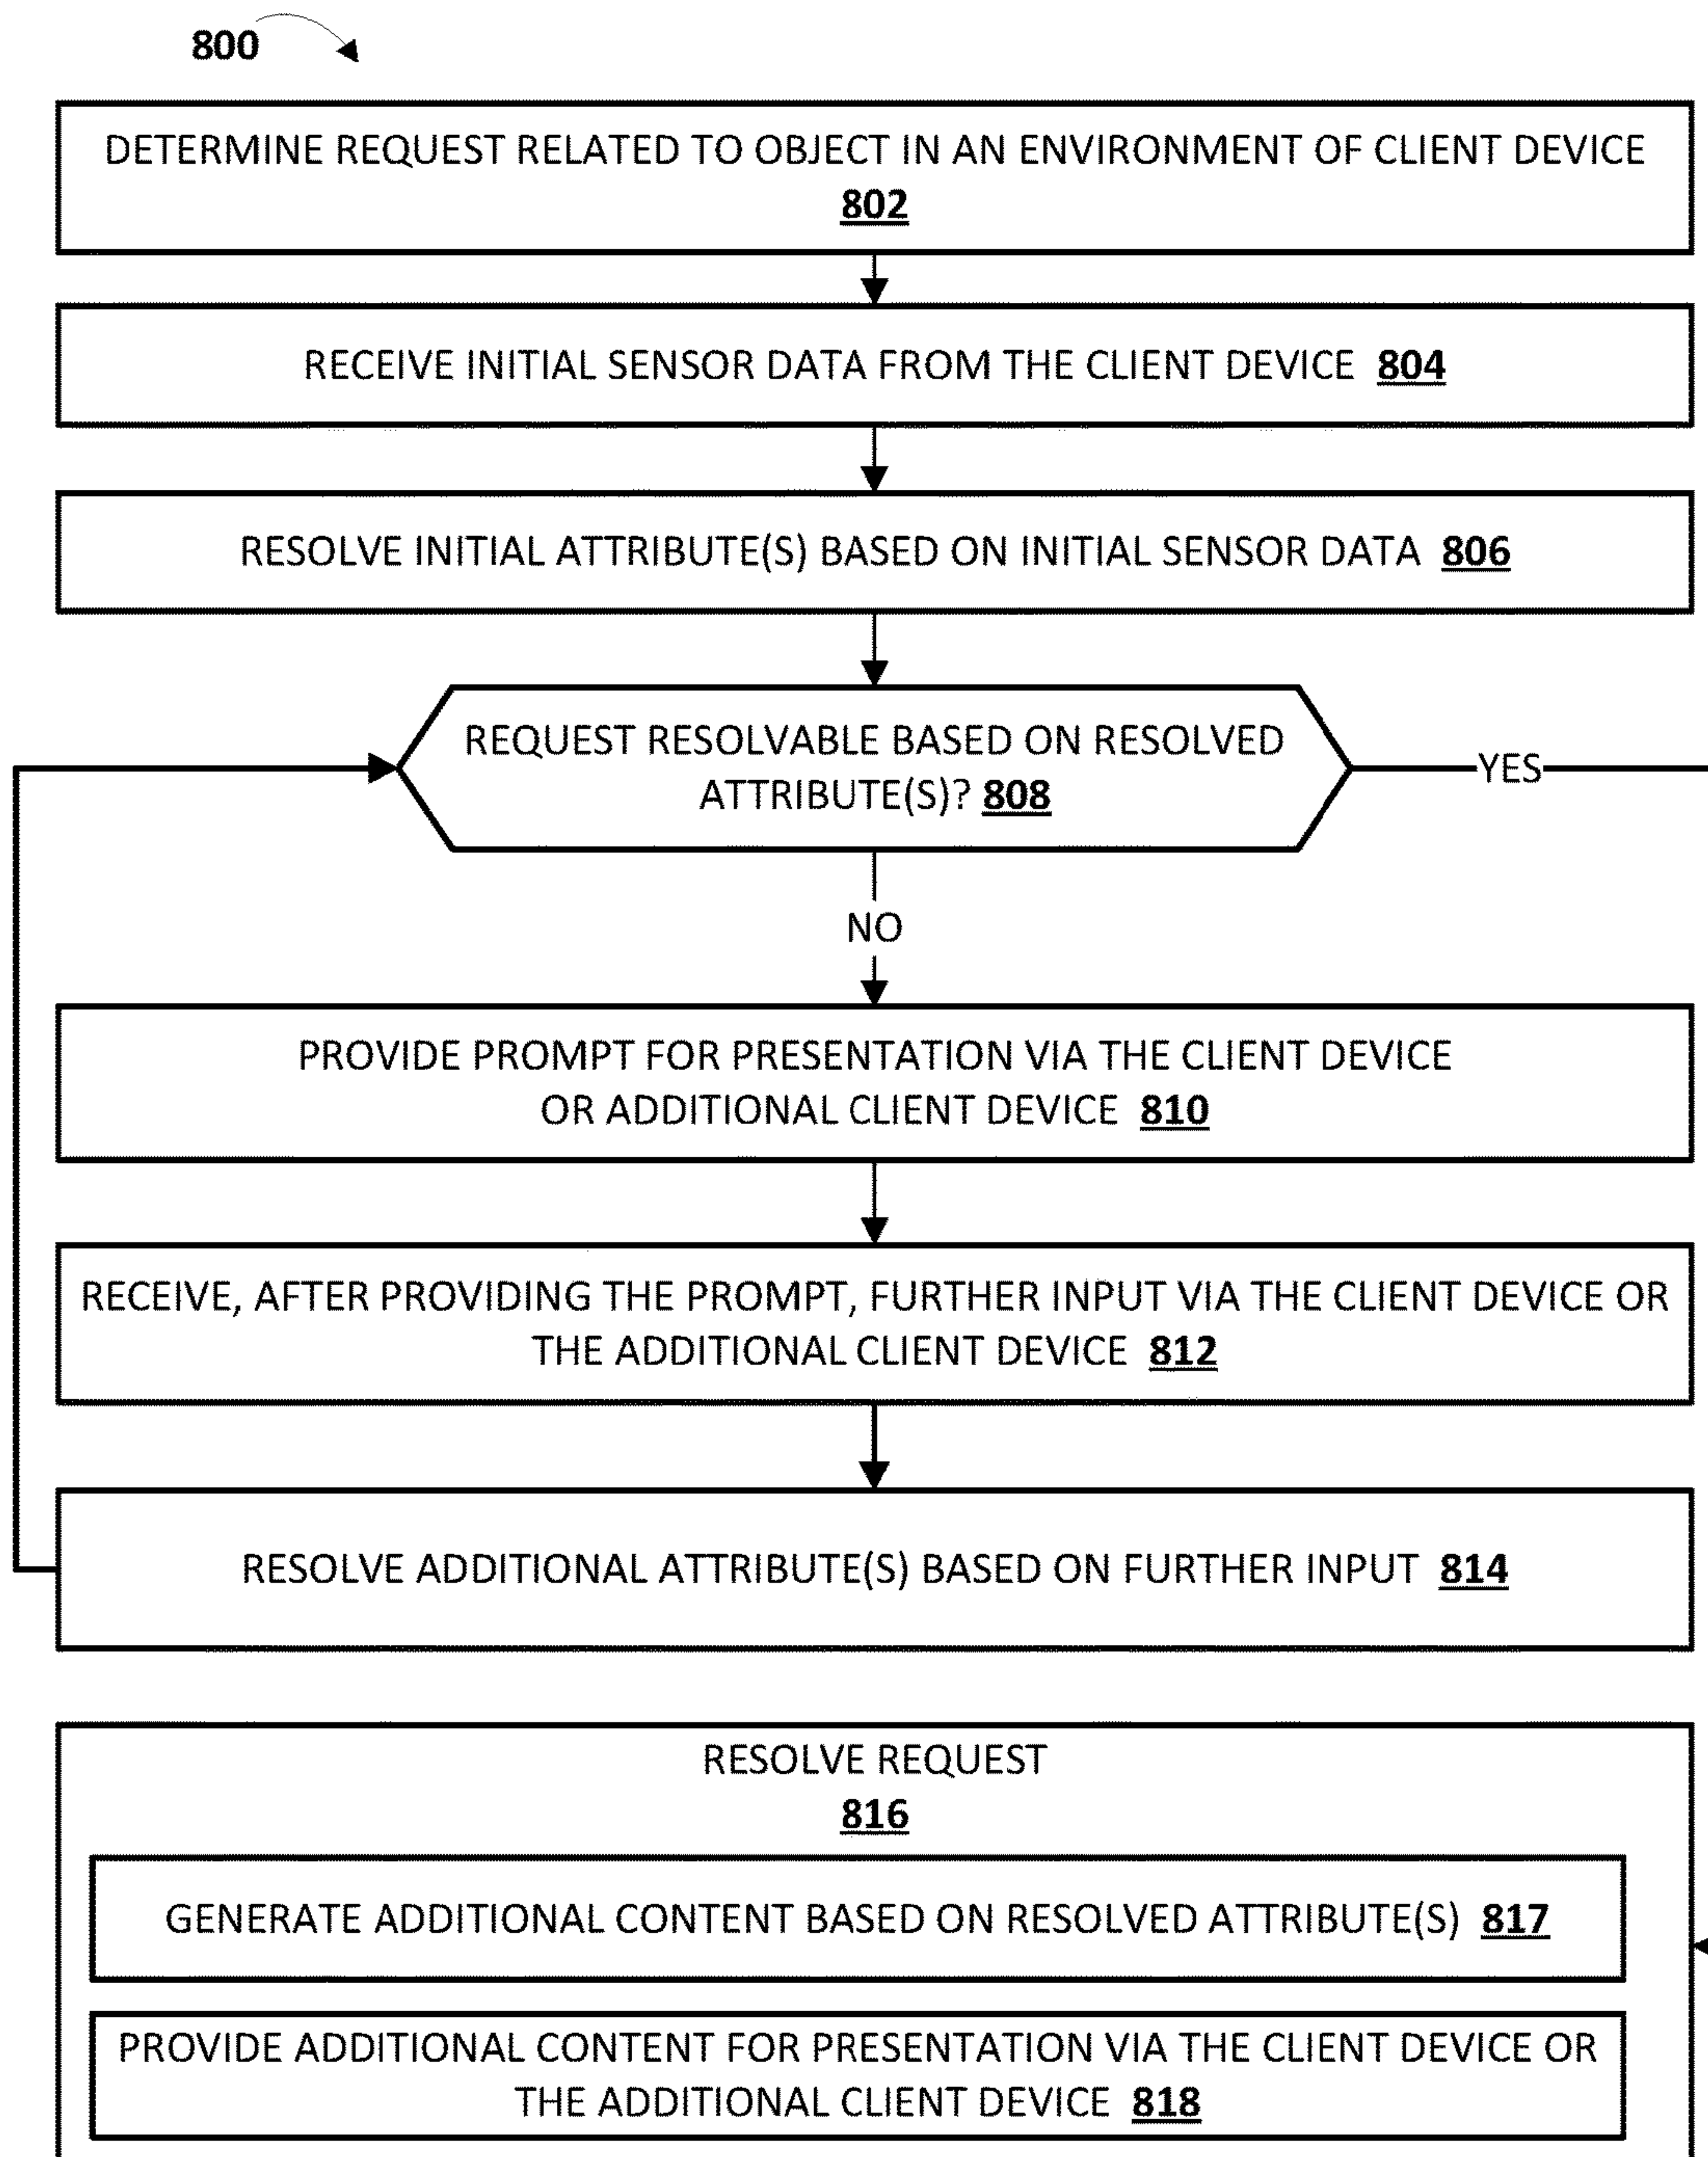 800
DETERMINE REQUEST RELATED TO OBJECT IN AN ENVIRONMENT OF CLIENT DEVICE
802
RECEIVE INITIAL SENSOR DATA FROM THE CLIENT DEVICE 804
RESOLVE INITIAL ATTRIBUTE(S) BASED ON INITIAL SENSOR DATA 806
REQUEST RESOLVABLE BASED ON RESOLVED
ATTRIBUTE(S)? 808
YES
NO
PROVIDE PROMPT FOR PRESENTATION VIA THE CLIENT DEVICE
OR ADDITIONAL CLIENT DEVICE 810
RECEIVE, AFTER PROVIDING THE PROMPT, FURTHER INPUT VIA THE CLIENT DEVICE OR
THE ADDITIONAL CLIENT DEVICE 812
RESOLVE ADDITIONAL ATTRIBUTE(S) BASED ON FURTHER INPUT 814
RESOLVE REQUEST
816
GENERATE ADDITIONAL CONTENT BASED ON RESOLVED ATTRIBUTE(S) 817
PROVIDE ADDITIONAL CONTENT FOR PRESENTATION VIA THE CLIENT DEVICE OR
THE ADDITIONAL CLIENT DEVICE 818